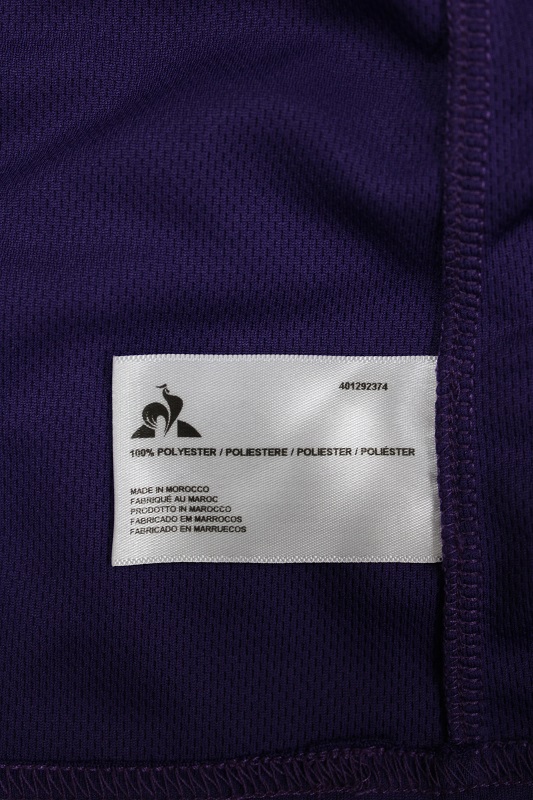 401292374
100% POLYESTER / POLIESTERE / POLIESTER / POLIÉSTER
MADE IN MOROCCO
FABRIQUÉ AU MAROC
PRODOTTO IN MAROCCO
FABRICADO EM MARROCOS
FABRICADO EN MARRUECOS